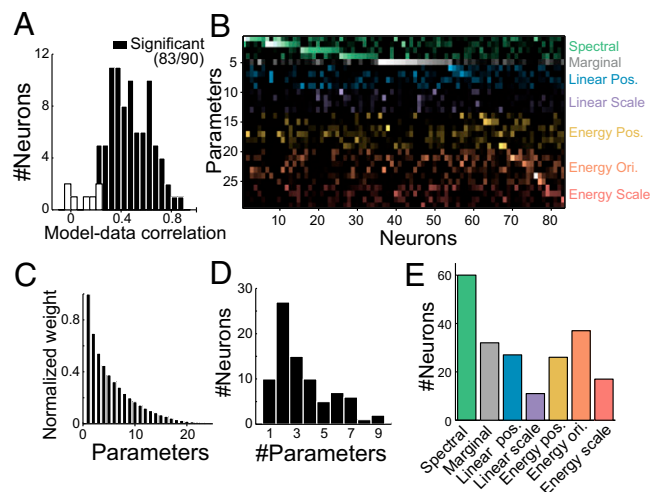 A
Significant
(83/90)
12
8
4
0
#Neurons
0
0.4
0.8
Model-data correlation
B
5
10
15
20
25
Parameters
10
20
30
40
50
60
70
80
Neurons
Spectral
Marginal
Linear Pos.
Linear Scale
Energy Pos.
Energy Ori.
Energy Scale
C
0.8
0.4
0
Normalized weight
0
10
20
Parameters
D
30
20
10
0
#Neurons
1
3
5
7
9
#Parameters
E
60
40
20
0
#Neurons
Spectral
Marginal
Linear pos.
Linear scale
Energy pos.
Energy ori.
Energy scale